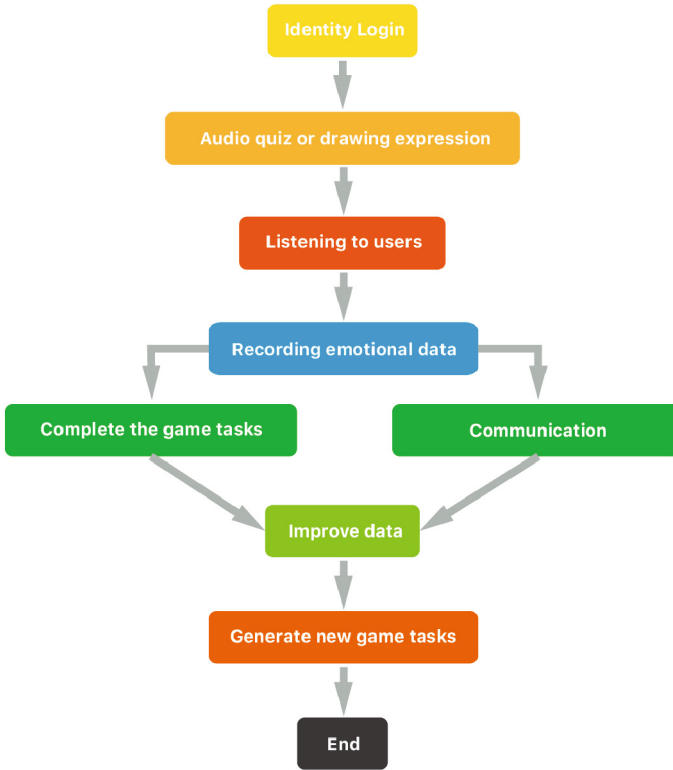 Identity Login
Audio quiz or drawing expression
Listening to users
Recording emotional data
Complete the game tasks
Communication
Improve data
Generate new game tasks
End